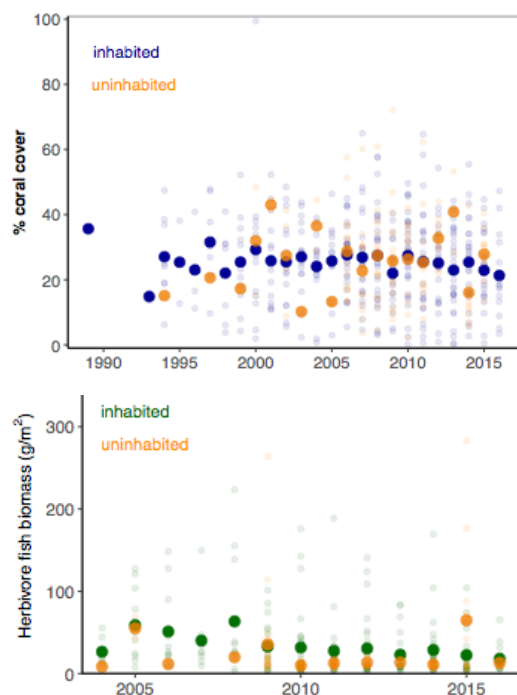 100
inhabited
uninhabited
80
60
40
20
0
% coral cover
1990 1995 2000 2005 2010 2015
inhabited
uninhabited
300
200
100
0
Herbivore fish biomass (g/m²)
2005 2010 2015